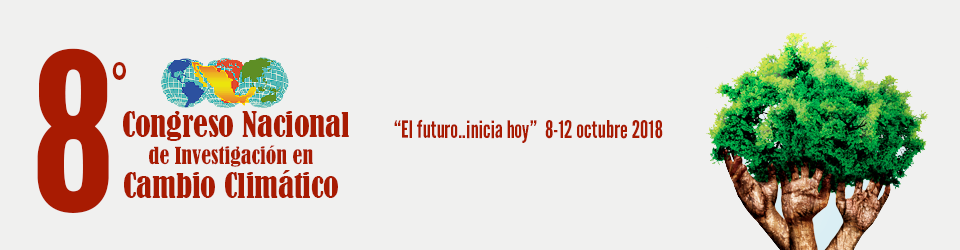 8°
Congreso Nacional
de Investigación en
Cambio Climático
“El futuro..inicia hoy” 8-12 octubre 2018